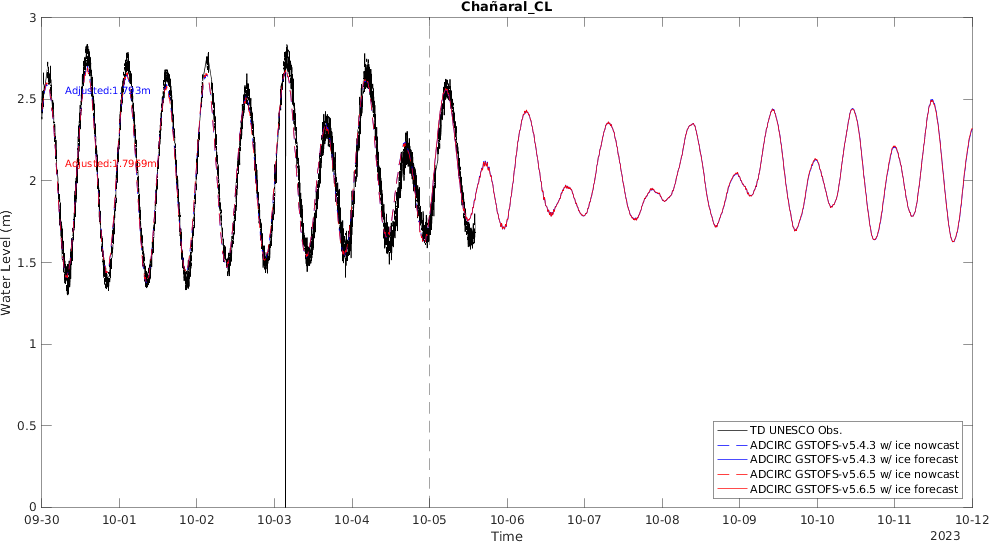 Chañaral_CL
3
2.5
2
1.5
1
0.5
0
Water Level (m)
Adjusted:1.793m
Adjusted:1.7969m
TD UNESCO Obs.
ADCIRC GSTOFS-v5.4.3 w/ ice nowcast
ADCIRC GSTOFS-v5.4.3 w/ ice forecast
ADCIRC GSTOFS-v5.6.5 w/ ice nowcast
ADCIRC GSTOFS-v5.6.5 w/ ice forecast
09-30 10-01 10-02 10-03 10-04 10-05 10-06 10-07 10-08 10-09 10-10 10-11 10-12
Time
2023